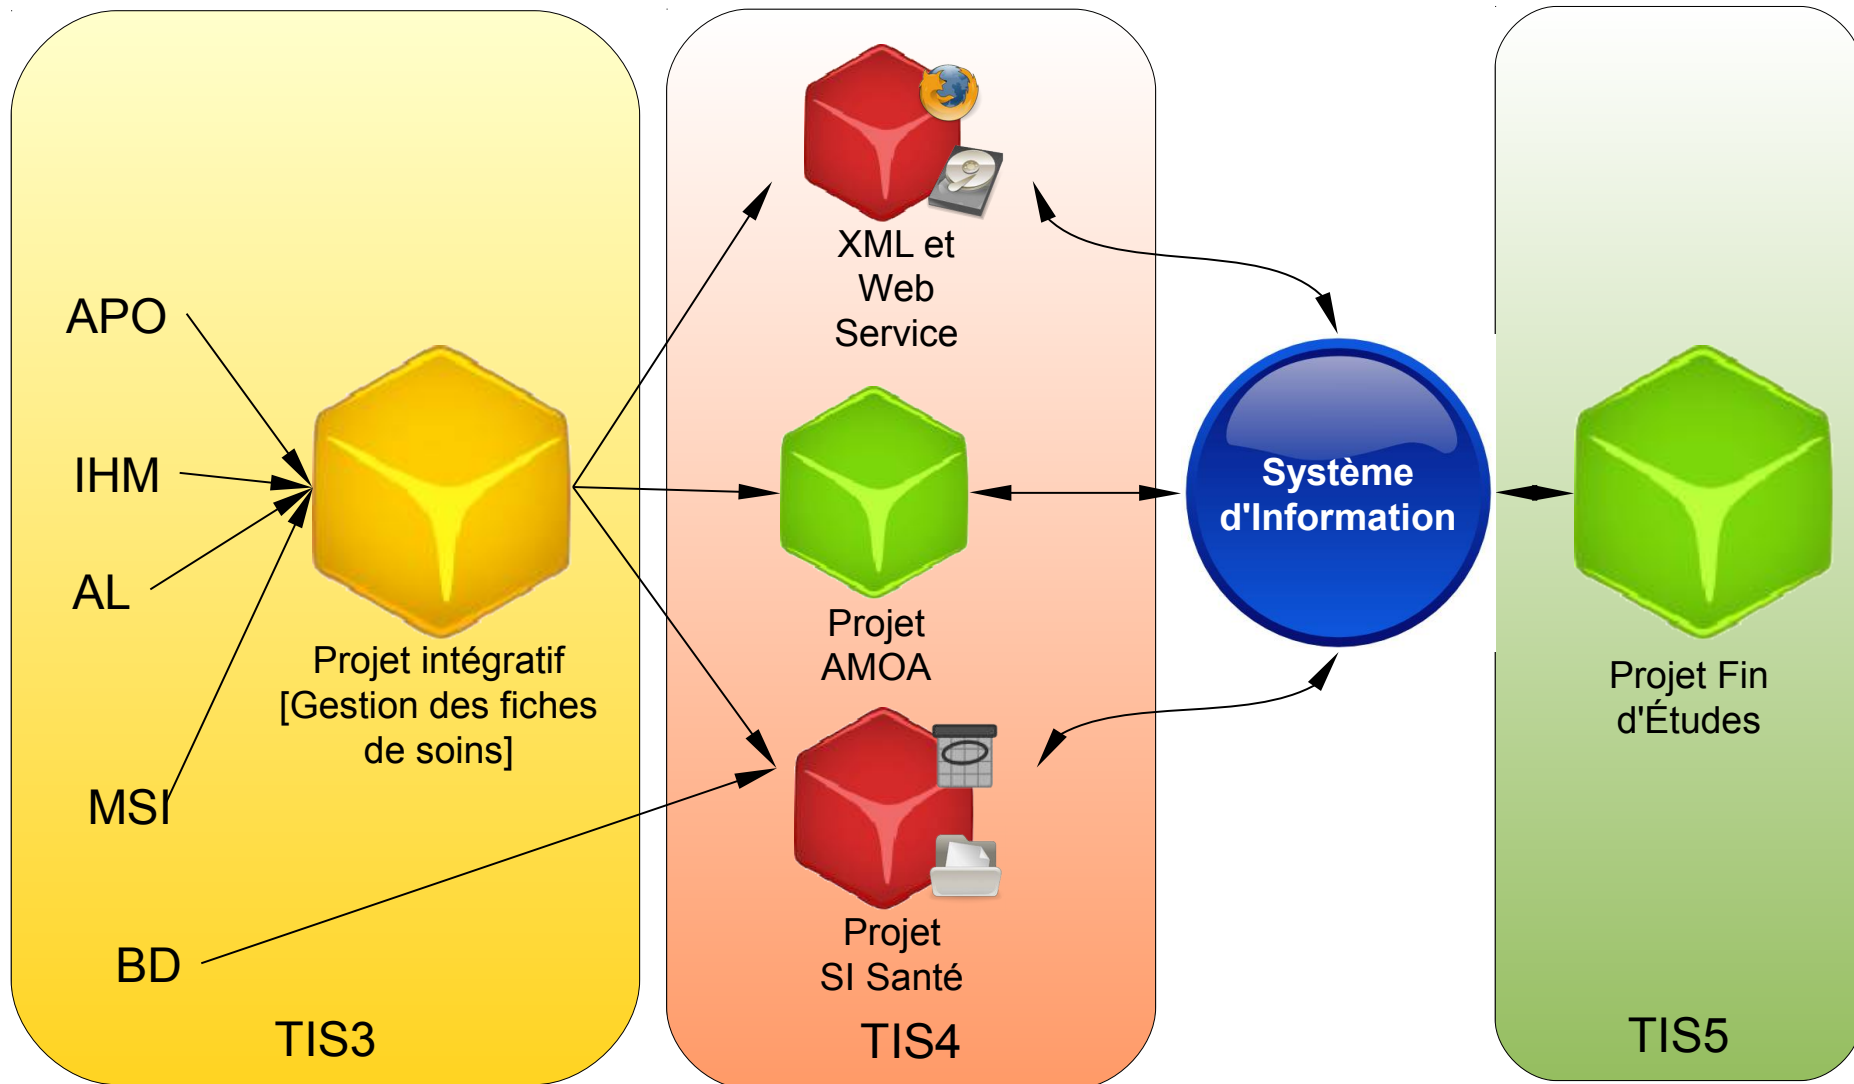 APO
IHM
AL
MSI
BD
Projet intégratif
[Gestion des fiches
de soins]
TIS3
XML et
Web
Service
Projet
AMOA
Projet
SI Santé
TIS4
Système
d'Information
Projet Fin
d'Études
TIS5